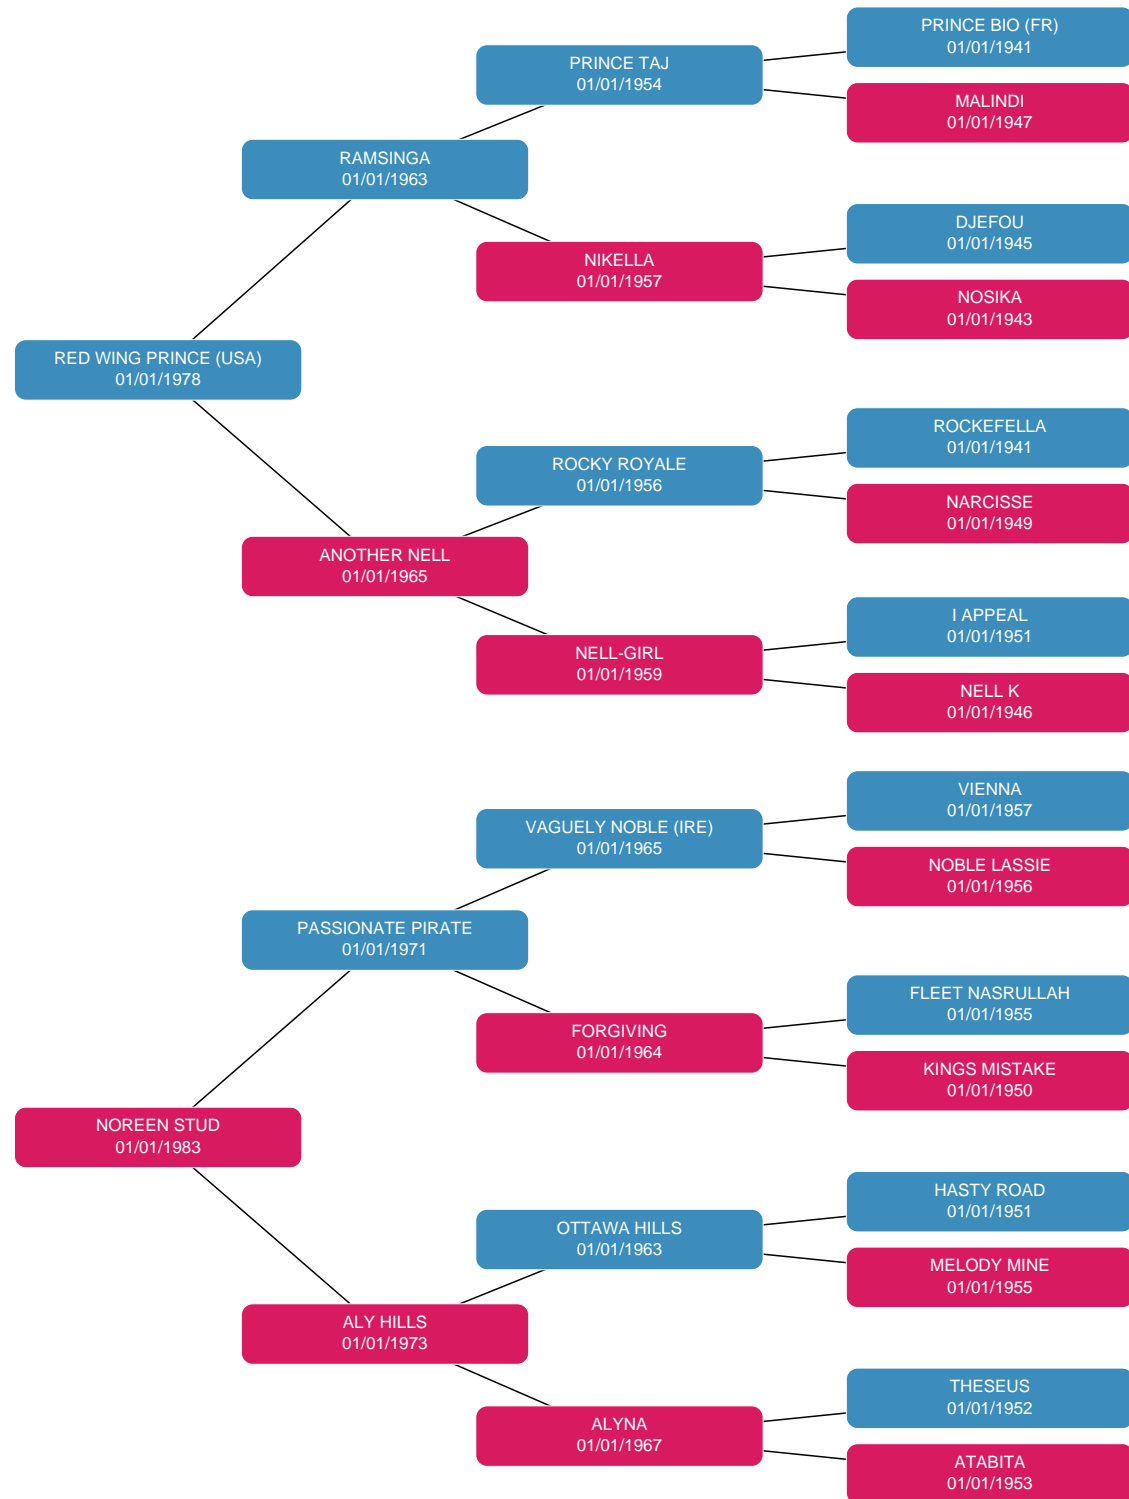 PRINCE BIO (FR)
01/01/1941
PRINCE TAJ
01/01/1954
MALINDI
01/01/1947
RAMSINGA
01/01/1963
DJEFOU
01/01/1945
NIKELLA
01/01/1957
NOSIKA
01/01/1943
RED WING PRINCE (USA)
01/01/1978
ROCKEFELLA
01/01/1941
ROCKY ROYALE
01/01/1956
NARCISSE
01/01/1949
ANOTHER NELL
01/01/1965
I APPEAL
01/01/1951
NELL-GIRL
01/01/1959
NELL K
01/01/1946
VIENNA
01/01/1957
VAGUELY NOBLE (IRE)
01/01/1965
NOBLE LASSIE
01/01/1956
PASSIONATE PIRATE
01/01/1971
FLEET NASRULLAH
01/01/1955
FORGIVING
01/01/1964
KINGS MISTAKE
01/01/1950
NOREEN STUD
01/01/1983
HASTY ROAD
01/01/1951
OTTAWA HILLS
01/01/1963
MELODY MINE
01/01/1955
ALY HILLS
01/01/1973
THESEUS
01/01/1952
ALYNA
01/01/1967
ATABITA
01/01/1953